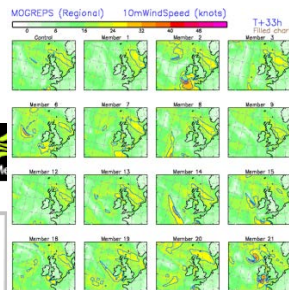 MOGREPS (Regional) 10mWindSpeed (knots)
T+33h
0 8 16 24 32 40 48
Filled char
Control Member 1 Member 2 Member 3
Member 6 Member 7 Member 8 Member 9
Member 12 Member 13 Member 14 Member 15
Member 18 Member 19 Member 20 Member 21